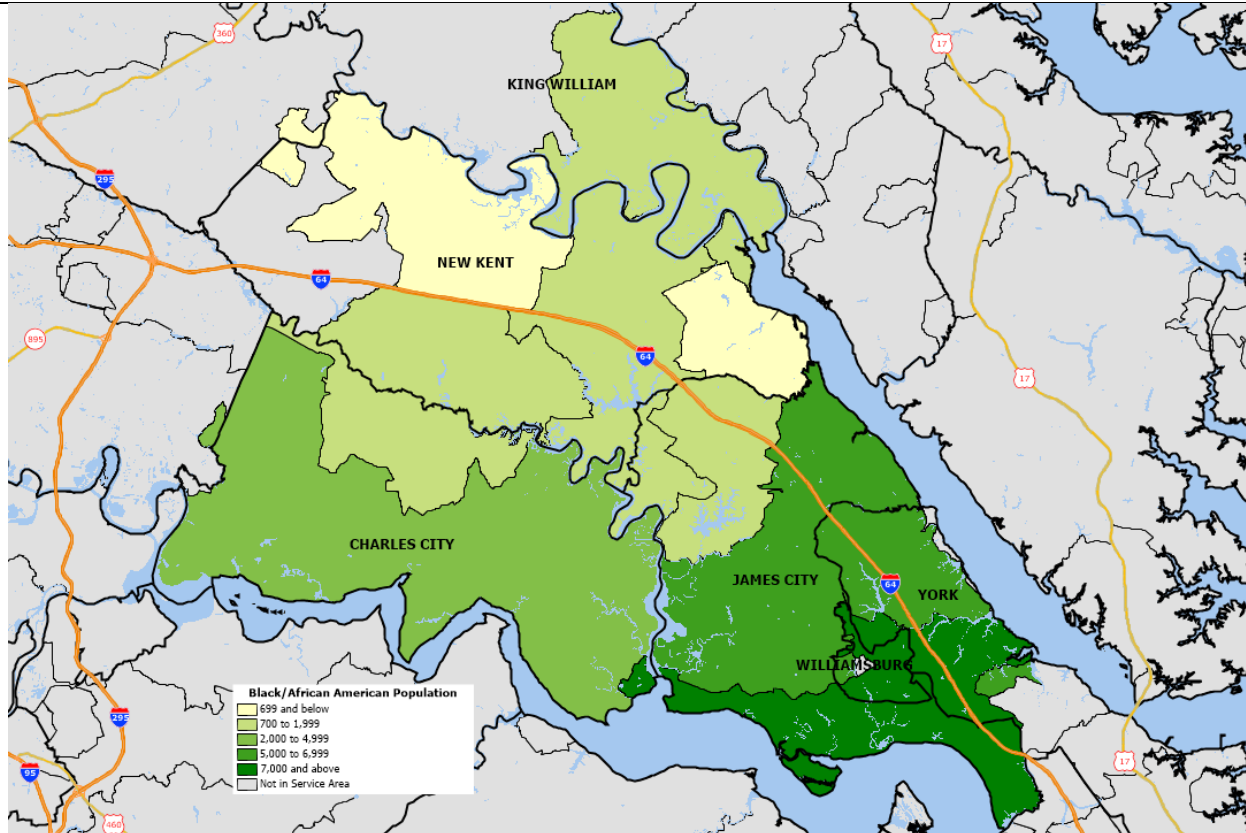 360
17
KING WILLIAM
295
NEW KENT
64
895
64
17
CHARLES CITY
JAMES CITY
64
YORK
WILLIAMSBURG
Black/African American Population
699 and below
700 to 1,999
2,000 to 4,999
5,000 to 6,999
7,000 and above
Not in Service Area
295
95
17
460